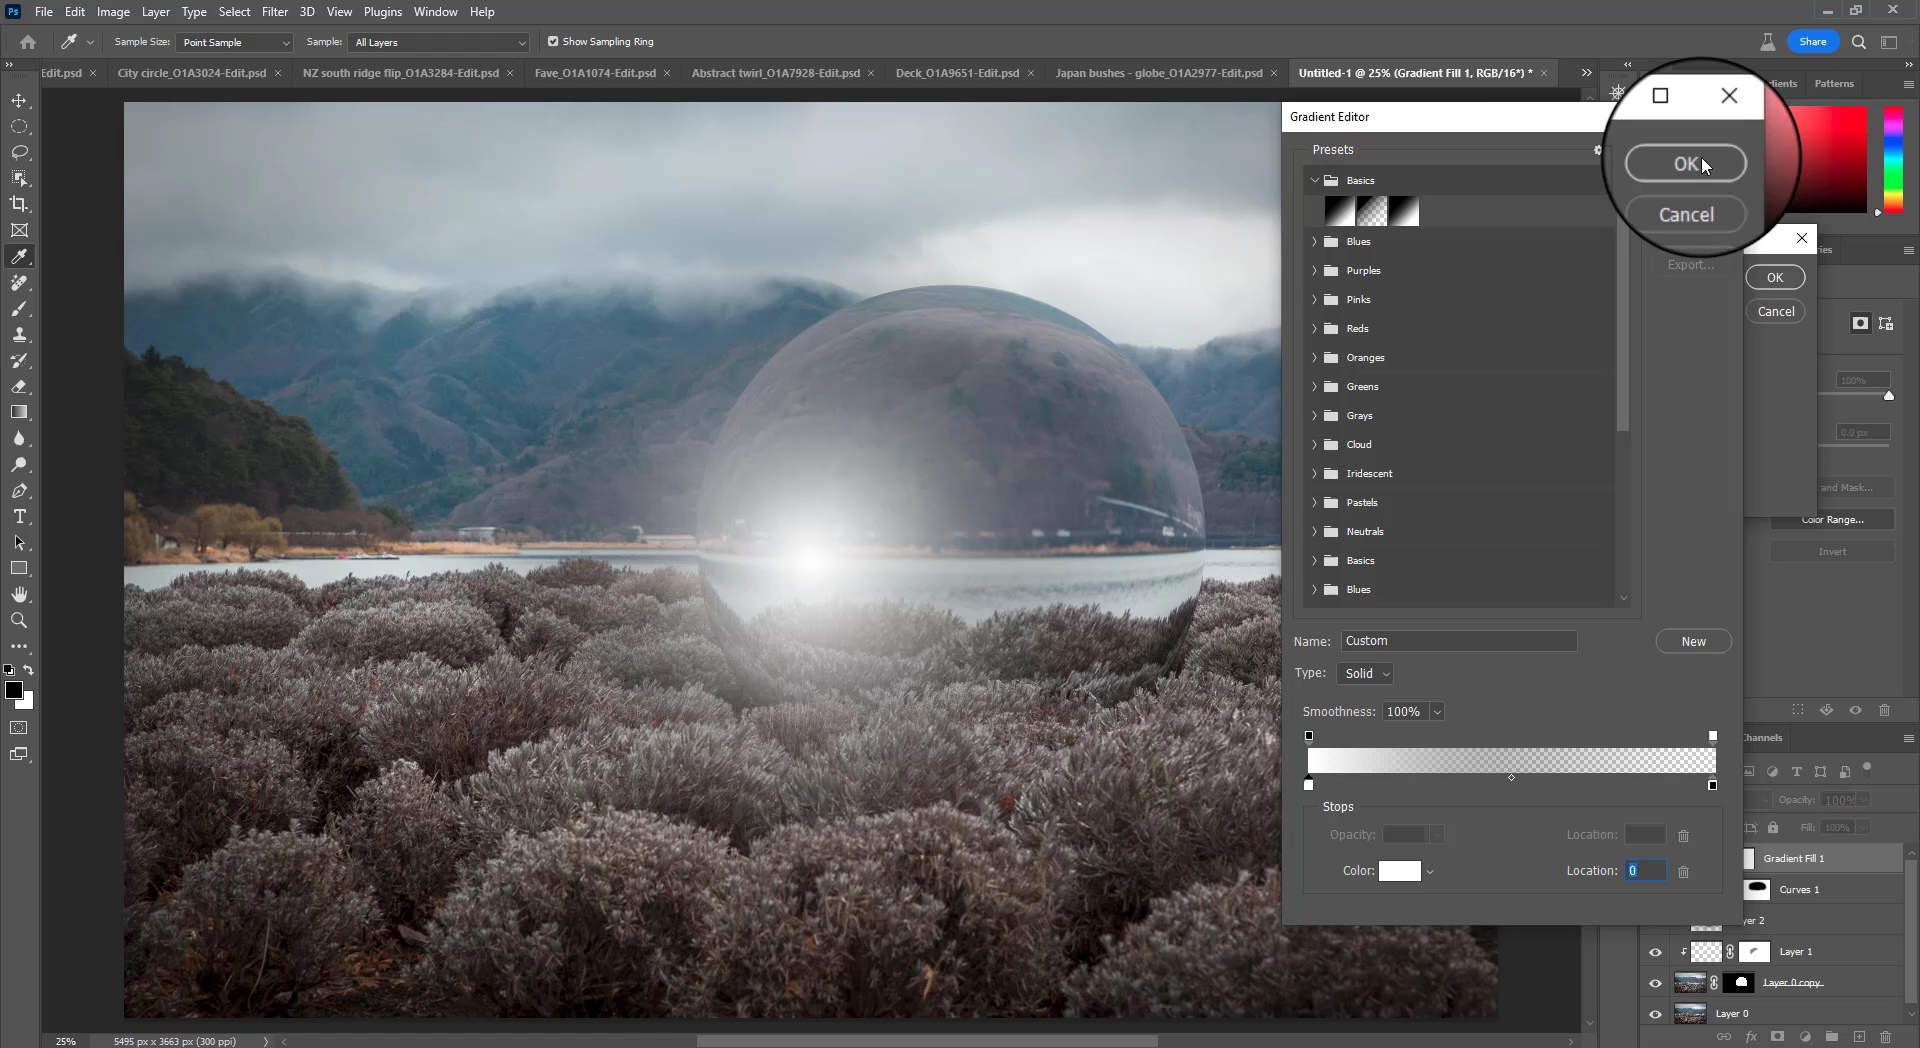 Ps File Edit Image Layer Type Select Filter 3D View Plugins Window Help
Sample Size: Point Sample Sample: All Layers Show Sampling Ring Share
Edit.psd × City circle_O1A3024-Edit.psd × NZ south ridge flip_O1A3284-Edit.psd × Fave_O1A1074-Edit.psd × Abstract twirl_O1A7928-Edit.psd × Deck_O1A9651-Edit.psd × Japan bushes - globe_O1A2977-Edit.psd × Untitled-1 @ 25% (Gradient Fill 1, RGB/16*) * ×
Patterns
Gradient Editor
Presets
OK
Cancel
Basics
Blues
Export...
Purples
OK
Pinks
Cancel
Reds
Oranges
100%
Greens
Grays
0.0 px
Cloud
Iridescent
and Mask...
Pastels
Color Range...
Neutrals
Invert
Basics
Blues
Name: Custom New
Type: Solid
Smoothness: 100%
Channels
Stops
Opacity: Location:
Color: Location: 0
Opacity: 100%
Fill: 100%
Gradient Fill 1
Curves 1
yer 2
Layer 1
Layer 0 copy
Layer 0
25% 5495 px x 3663 px (300 ppi)